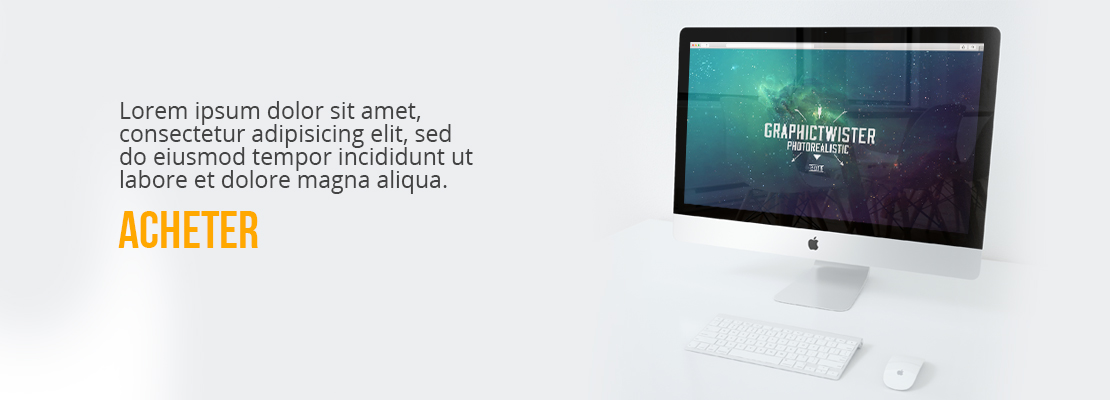 Lorem ipsum dolor sit amet,
consectetur adipisicing elit, sed
do eiusmod tempor incididunt ut
labore et dolore magna aliqua.
ACHETER
GRAPHICTWISTER
PHOTOREALISTIC